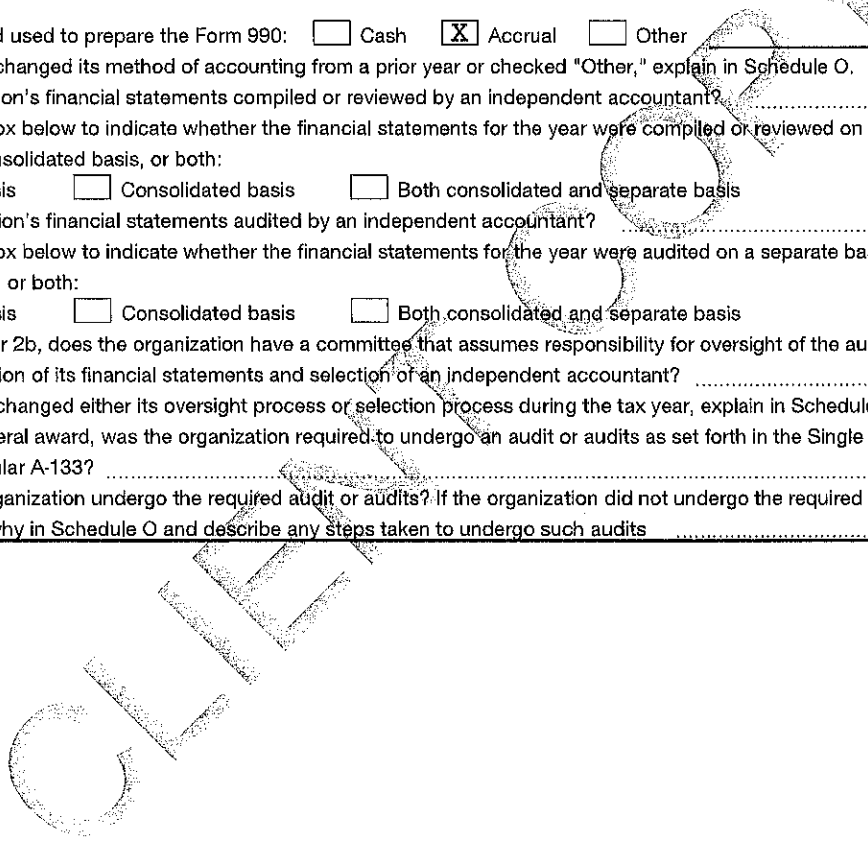 d used to prepare the Form 990: Cash X Accrual Other
changed its method of accounting from a prior year or checked "Other," explain in Schedule O.
on's financial statements compiled or reviewed by an independent accountant?
ox below to indicate whether the financial statements for the year were compiled or reviewed on
nsolidated basis, or both:
is Consolidated basis Both consolidated and separate basis
ion's financial statements audited by an independent accountant?
ox below to indicate whether the financial statements for the year were audited on a separate ba
or both:
is Consolidated basis Both consolidated and separate basis
r 2b, does the organization have a committee that assumes responsibility for oversight of the au
ion of its financial statements and selection of an independent accountant?
changed either its oversight process or selection process during the tax year, explain in Schedul
eral award, was the organization required to undergo an audit or audits as set forth in the Single
lar A-133?
ganization undergo the required audit or audits? If the organization did not undergo the required
why in Schedule O and describe any steps taken to undergo such audits
CLIENT COP